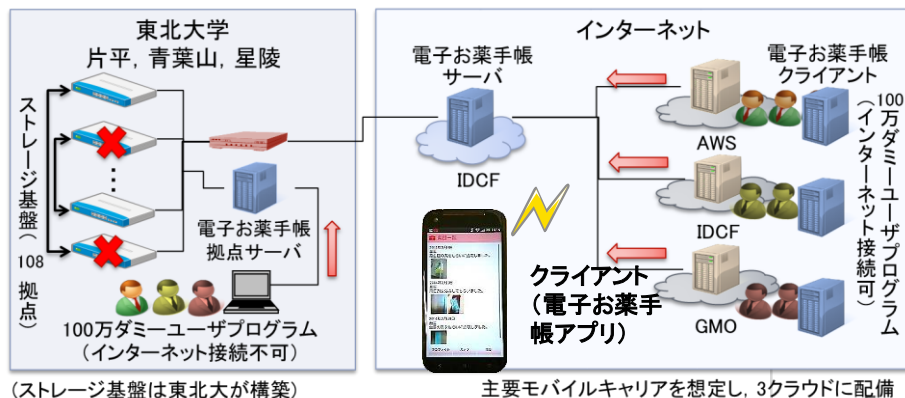 東北大学
片平，青葉山，星陵
ストレージ基盤（108拠点）
電子お薬手帳
拠点サーバ
100万ダミーユーザプログラム
（インターネット接続不可）
（ストレージ基盤は東北大が構築）
インターネット
電子お薬手帳
サーバ
IDCF
クライアント
（電子お薬手
帳アプリ）
電子お薬手帳
クライアント
AWS
IDCF
GMO
100万ダミーユーザプログラム
（インターネット接続可）
主要モバイルキャリアを想定し，3クラウドに配備